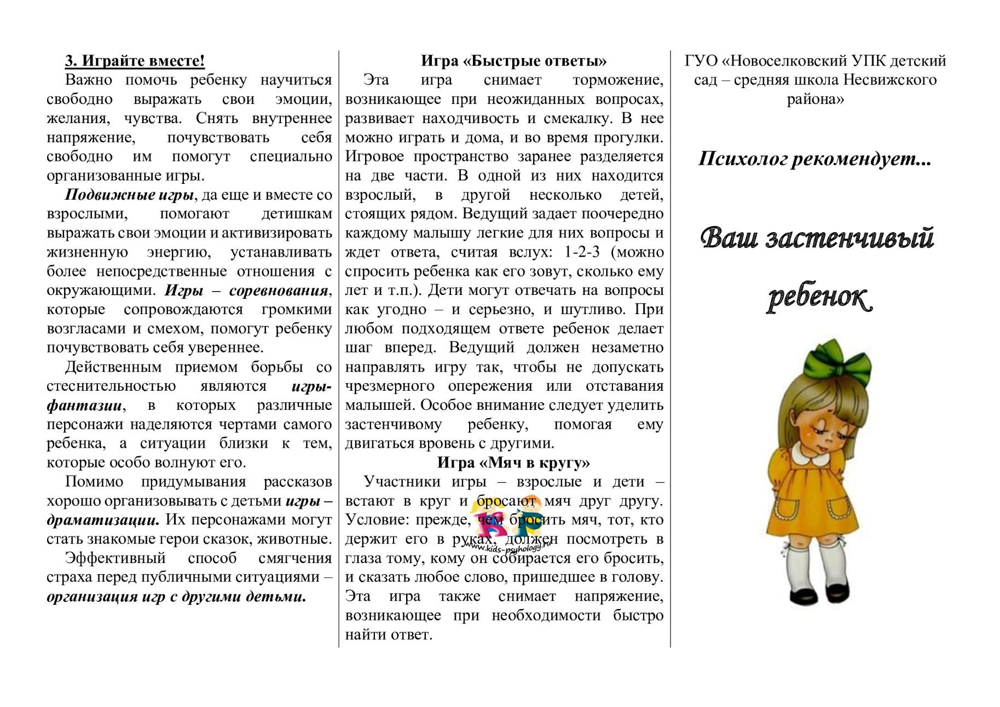 3. Играйте вместе!
Важно помочь ребенку научиться
свободно выражать свои эмоции,
желания, чувства. Снять внутреннее
напряжение, почувствовать себя
свободно им помогут специально
организованные игры.
Подвижные игры, да еще и вместе со
взрослыми, помогают детишкам
выражать свои эмоции и активизировать
жизненную энергию, устанавливать
более непосредственные отношения с
окружающими. Игры – соревнования,
которые сопровождаются громкими
возгласами и смехом, помогут ребенку
почувствовать себя увереннее.
Действенным приемом борьбы со
стеснительностью являются игры-
фантазии, в которых различные
персонажи наделяются чертами самого
ребенка, а ситуации близки к тем,
которые особо волнуют его.
Помимо придумывания рассказов
хорошо организовывать с детьми игры –
драматизации. Их персонажами могут
стать знакомые герои сказок, животные.
Эффективный способ смягчения
страха перед публичными ситуациями –
организация игр с другими детьми.
Игра «Быстрые ответы»
Эта игра снимает торможение,
возникающее при неожиданных вопросах,
развивает находчивость и смекалку. В нее
можно играть и дома, и во время прогулки.
Игровое пространство заранее разделяется
на две части. В одной из них находится
взрослый, в другой несколько детей,
стоящих рядом. Ведущий задает поочередно
каждому малышу легкие для них вопросы и
ждет ответа, считая вслух: 1-2-3 (можно
спросить ребенка как его зовут, сколько ему
лет и т.п.). Дети могут отвечать на вопросы
как угодно – и серьезно, и шутливо. При
любом подходящем ответе ребенок делает
шаг вперед. Ведущий должен незаметно
направлять игру так, чтобы не допускать
чрезмерного опережения или отставания
малышей. Особое внимание следует уделить
застенчивому ребенку, помогая ему
двигаться вровень с другими.
Игра «Мяч в кругу»
Участники игры – взрослые и дети –
встают в круг и бросают мяч друг другу.
Условие: прежде, чем бросить мяч, тот, кто
держит его в руках, должен посмотреть в
глаза тому, кому он собирается его бросить,
и сказать любое слово, пришедшее в голову.
Эта игра также снимает напряжение,
возникающее при необходимости быстро
найти ответ.
K P
www.kids-psyhology.ru
ГУО «Новоселковский УПК детский
сад – средняя школа Несвижского
района»
Психолог рекомендует...
Ваш застенчивый
ребенок